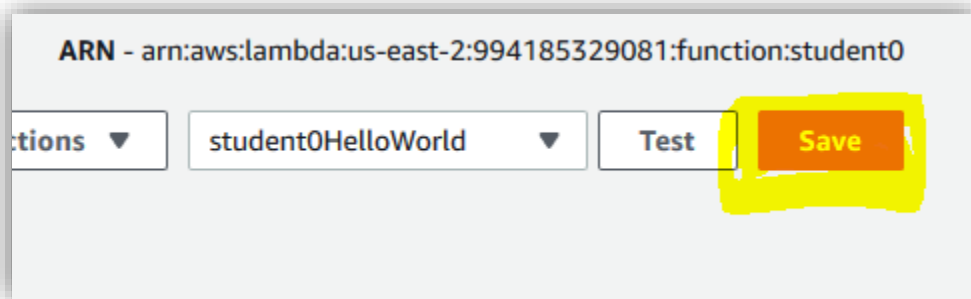 ARN - arn:aws:lambda:us-east-2:994185329081:function:student0
ctions student0HelloWorld Test Save